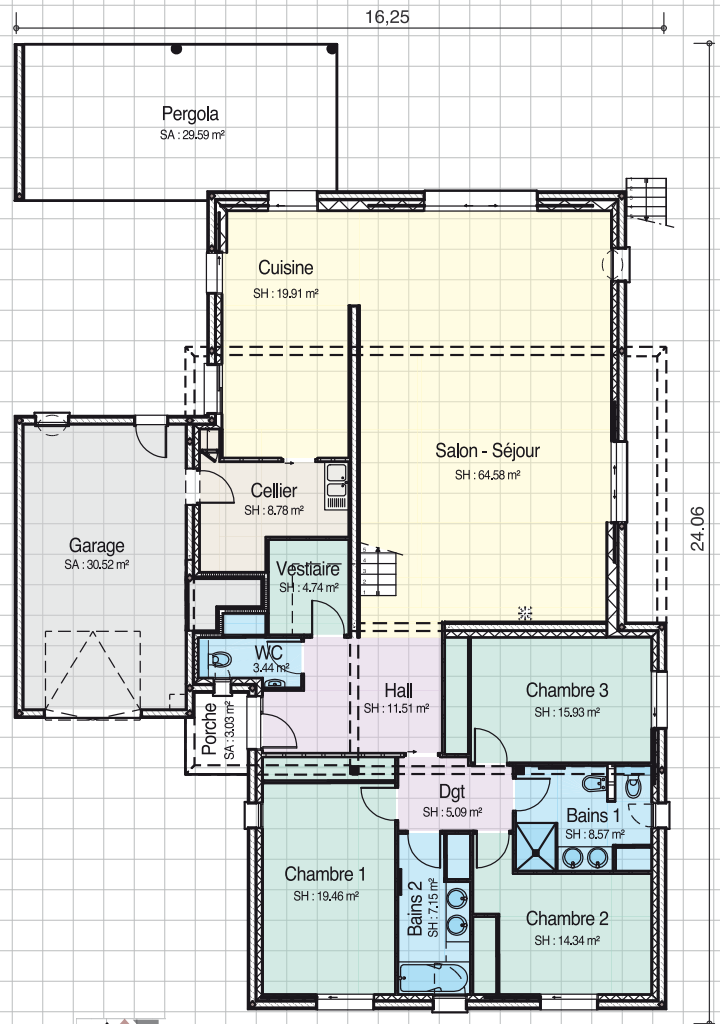 16,25
Pergola
SA : 29.59 m²
Cuisine
SH : 19.91 m²
Salon - Séjour
SH : 64.58 m²
24.06
Cellier
SH : 8.78 m²
Garage
SA : 30.52 m²
Vestiaire
SH : 4.74 m²
WC
3.44 m²
Hall
SH : 11.51 m²
Chambre 3
SH : 15.93 m²
Porche
SA : 3.03 m²
Dgt
SH : 5.09 m²
Bains 1
SH : 8.57 m²
Chambre 1
SH : 19.46 m²
Bains 2
SH : 7.15 m²
Chambre 2
SH : 14.34 m²